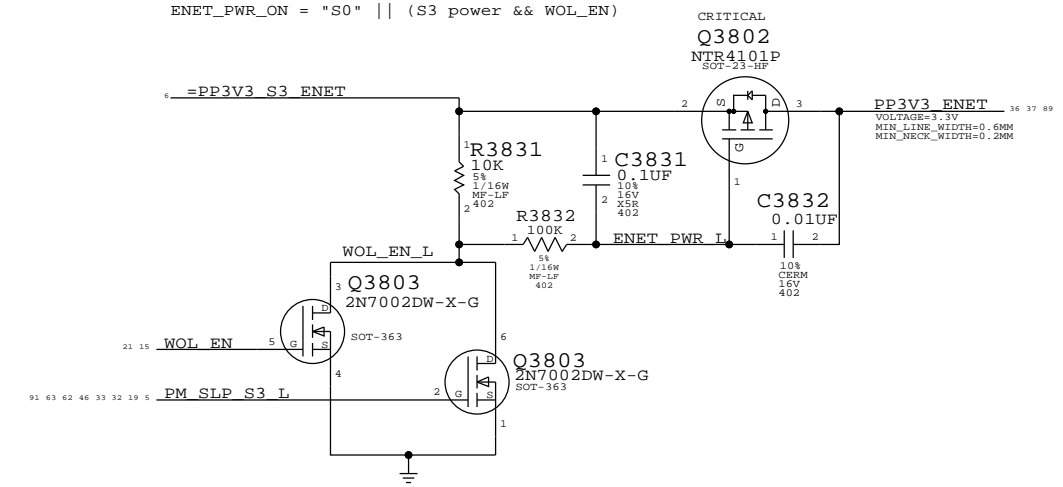 ENET_PWR_ON = "S0" || (S3 power && WOL_EN)
CRITICAL
Q3802
NTR4101P
SOT-23-HF
6 =PP3V3_S3_ENET
2 S D 3
PP3V3_ENET 36 37 89
VOLTAGE=3.3V
MIN_LINE_WIDTH=0.6MM
MIN_NECK_WIDTH=0.2MM
G
1
1
R3831
10K
5%
1/16W
MF-LF
402
2
1
C3831
0.1UF
10%
16V
X5R
402
2
C3832
0.01UF
1 2
10%
CERM
16V
402
R3832
100K
1 2
5%
1/16W
MF-LF
402
ENET_PWR_L
WOL_EN_L
3
Q3803
2N7002DW-X-G
SOT-363
D
G
S
21 15 WOL_EN 5
4
6
Q3803
2N7002DW-X-G
SOT-363
D
G
S
91 63 62 46 33 32 19 5 PM_SLP_S3_L 2
1